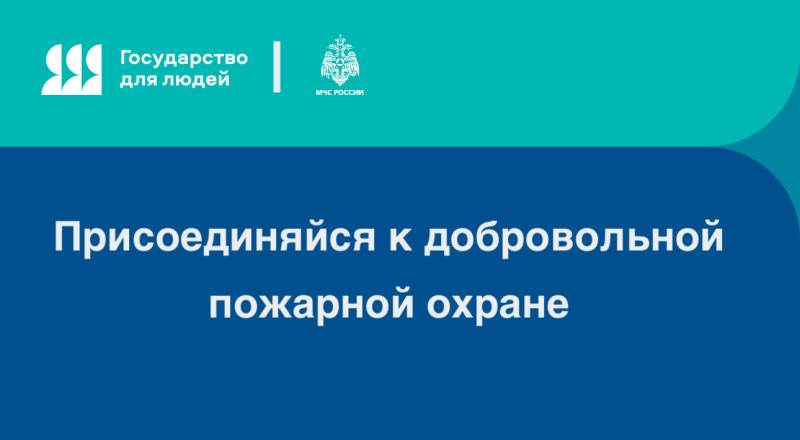 Государство
для людей
МЧС РОССИИ
Присоединяйся к добровольной
пожарной охране